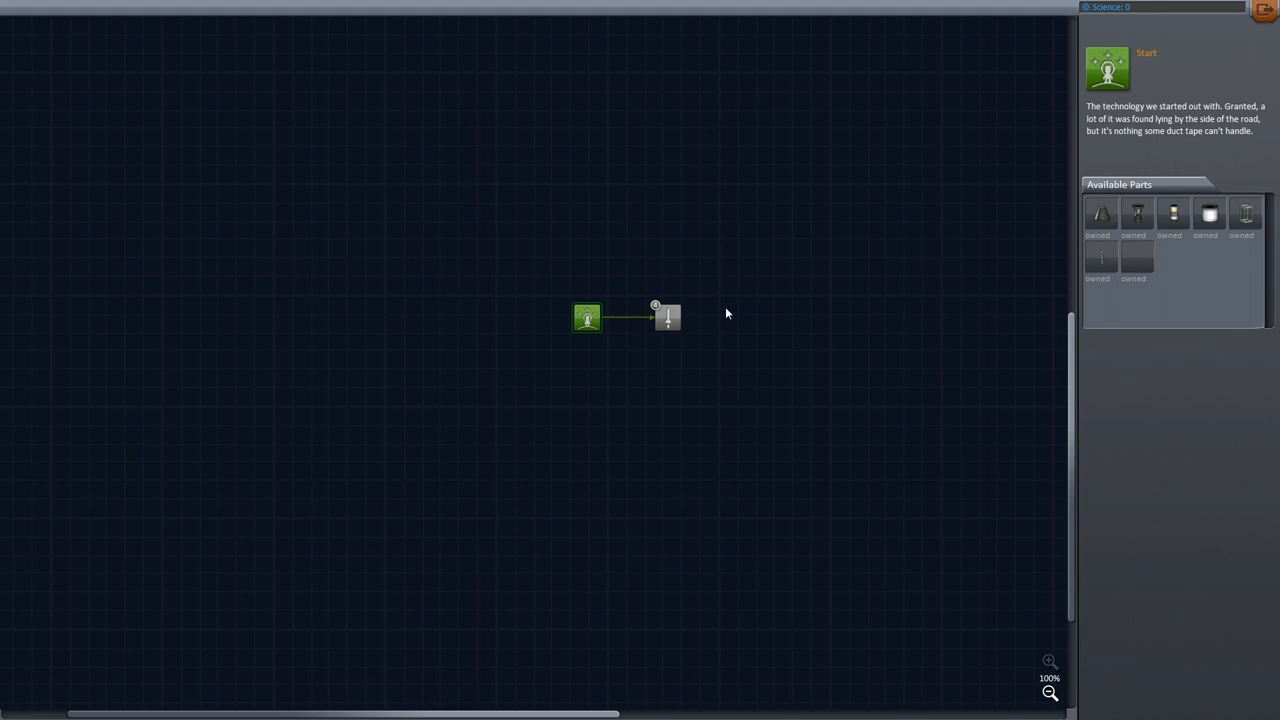 Science: 0
Start
The technology we started out with. Granted, a
lot of it was found lying by the side of the road,
but it's nothing some duct tape can't handle.
Available Parts
owned owned owned owned owned
owned owned
4
100%